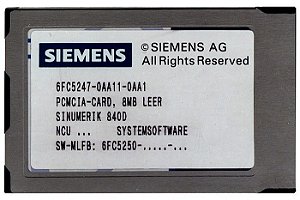 SIEMENS
© SIEMENS AG
All Rights Reserved
6FC5247-0AA11-0AA1
PCMCIA-CARD, 8MB LEER
SINUMERIK 840D
NCU ... SYSTEMSOFTWARE
SW-MLFB: 6FC5250-.....-...